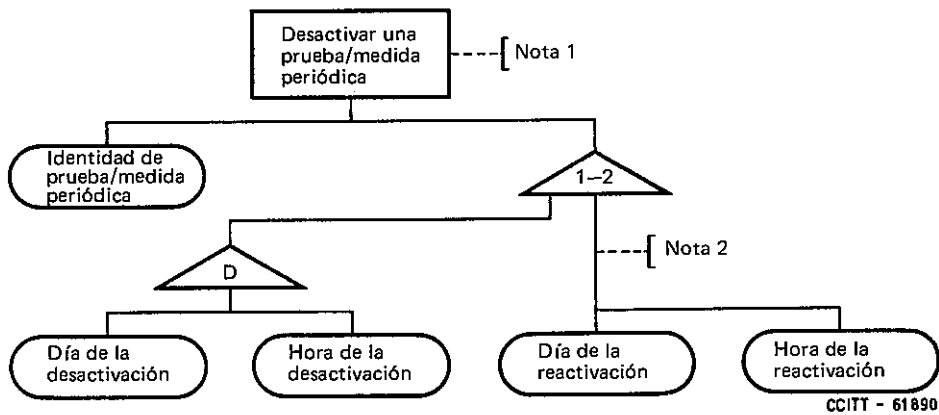 Desactivar una
prueba/medida
periódica
Nota 1
Identidad de
prueba/medida
periódica
1–2
Nota 2
D
Día de la
desactivación
Hora de la
desactivación
Día de la
reactivación
Hora de la
reactivación
CCITT - 61890